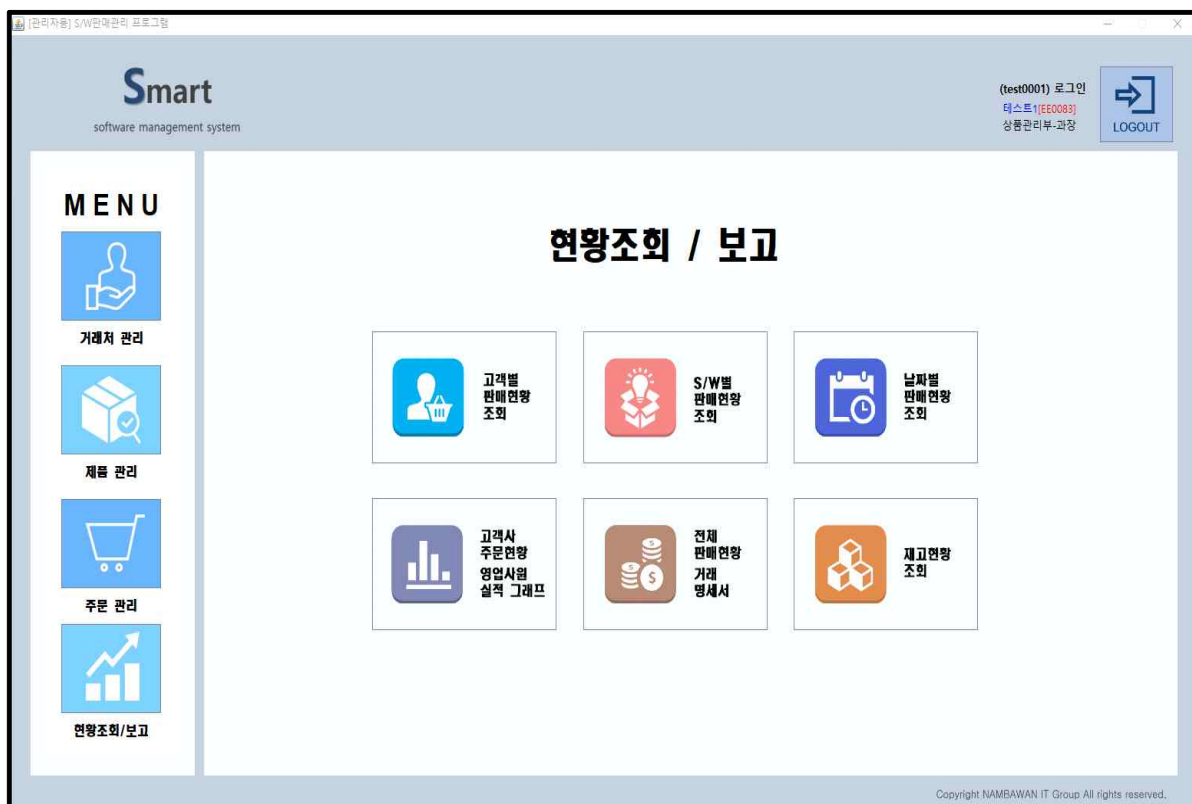 [관리자용] S/W판매관리 프로그램
Smart
software management system
(test0001) 로그인
테스트1[EE0083]
상품관리부-과장
LOGOUT
MENU
거래처 관리
제품 관리
주문 관리
현황조회/보고
현황조회 / 보고
고객별
판매현황
조회
S/W별
판매현황
조회
날짜별
판매현황
조회
고객사
주문현황
영업사원
실적 그래프
전체
판매현황
거래
명세서
재고현황
조회
Copyright NAMBAWAN IT Group All rights reserved.